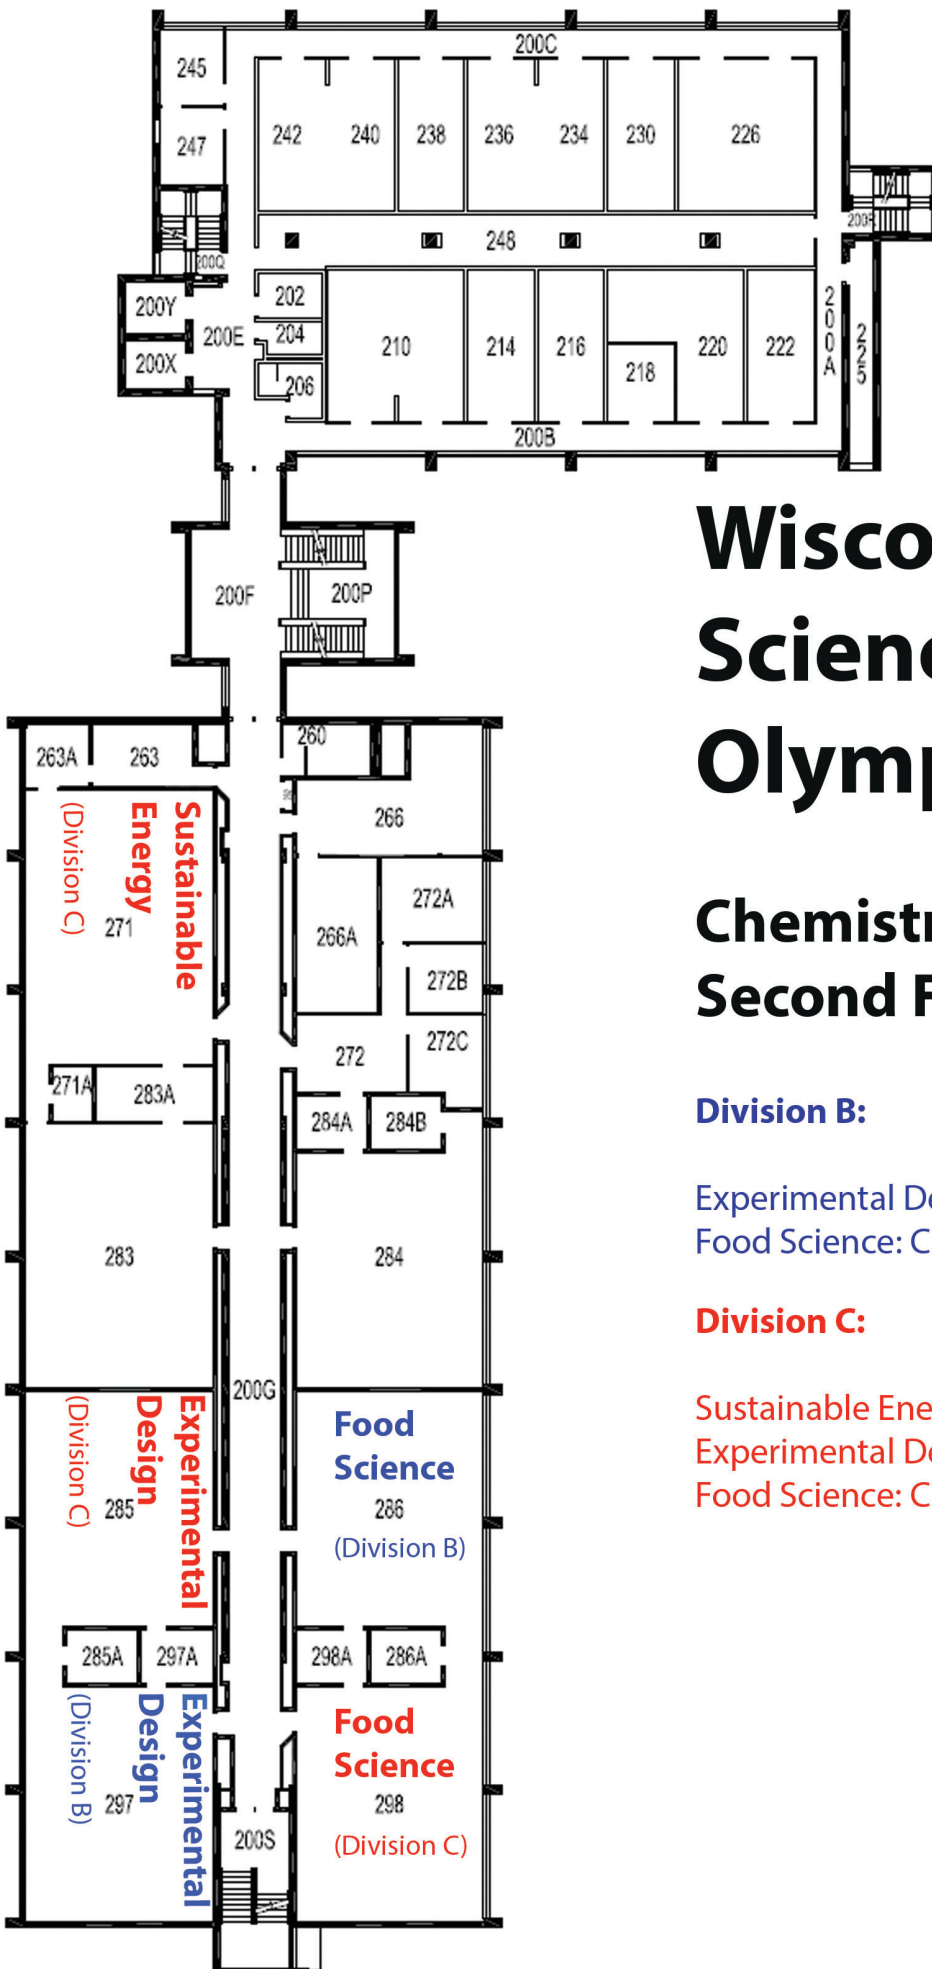 200C
245
242
240
238
236
234
230
226
247
200R
248
200Q
200Y
202
200E
204
200X
210
214
216
218
220
222
200A
225
206
200B
Wisco
Scienc
Olymp
200F
200P
263A
263
260
266
Sustainable
Energy
(Division C)
271
266A
272A
272B
272
272C
271A
283A
284A
284B
283
284
Chemistr
Second F
Division B:
Experimental De
Food Science: C
Division C:
Sustainable Ene
Experimental De
Food Science: C
200G
Experimental
Design
(Division C)
285
Food
Science
286
(Division B)
285A
297A
298A
286A
Experimental
Design
(Division B)
297
Food
Science
298
(Division C)
200S